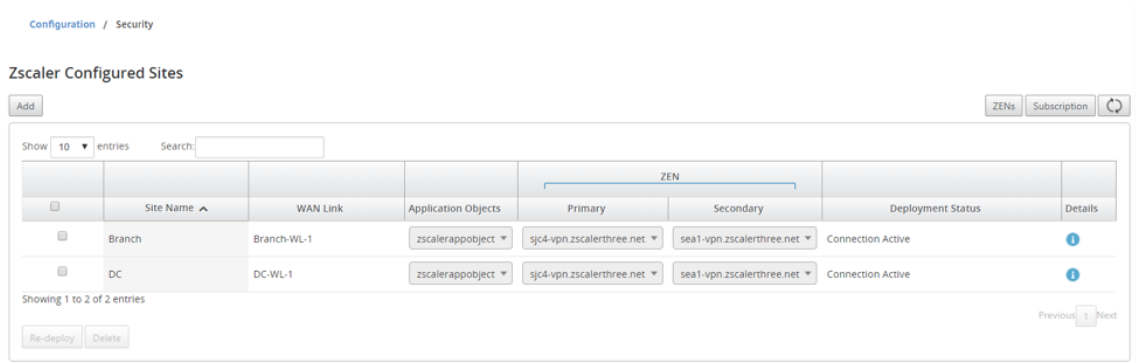 Configuration / Security
Zscaler Configured Sites
Add ZENs Subscription
Show 10 entries Search:
ZEN
Site Name WAN Link Application Objects Primary Secondary Deployment Status Details
Branch Branch-WL-1 zscalerappobject sjc4-vpn.zscalerthree.net sea1-vpn.zscalerthree.net Connection Active
DC DC-WL-1 zscalerappobject sjc4-vpn.zscalerthree.net sea1-vpn.zscalerthree.net Connection Active
Showing 1 to 2 of 2 entries
Previous 1 Next
Re-deploy Delete